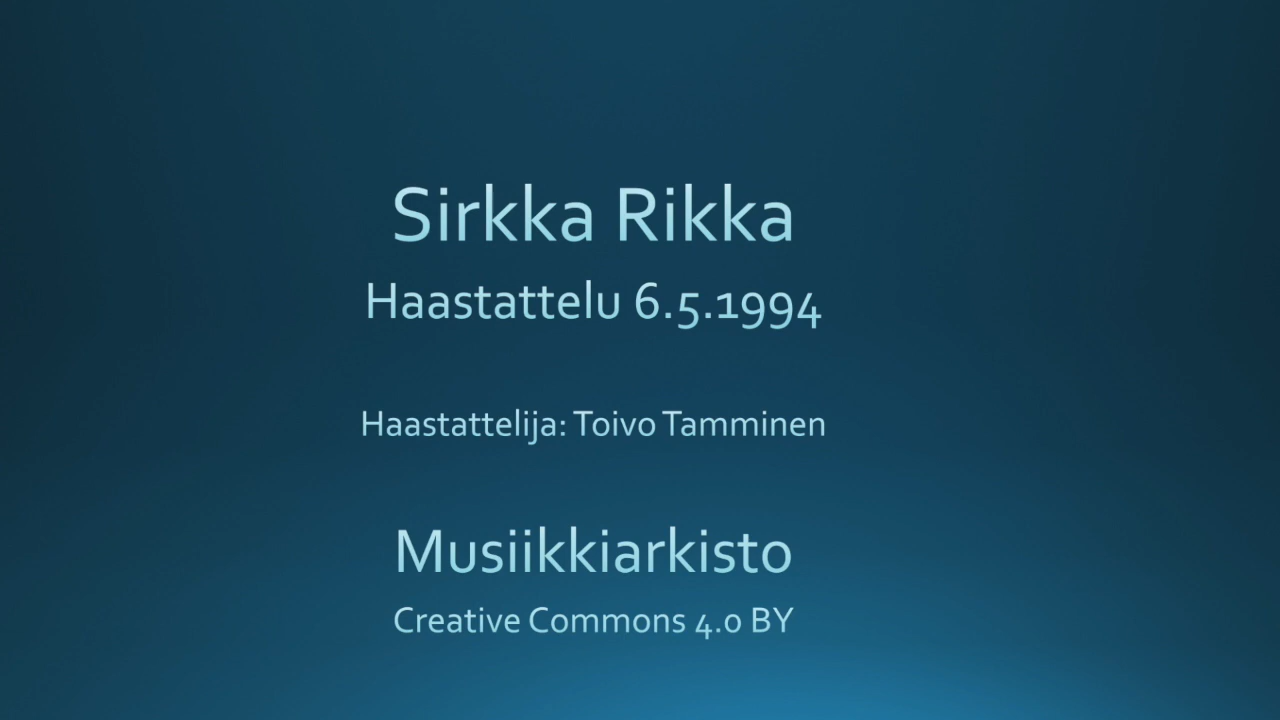 Sirkka Rikka
Haastattelu 6.5.1994
Haastattelija: Toivo Tamminen
Musiikkiarkisto
Creative Commons 4.0 BY